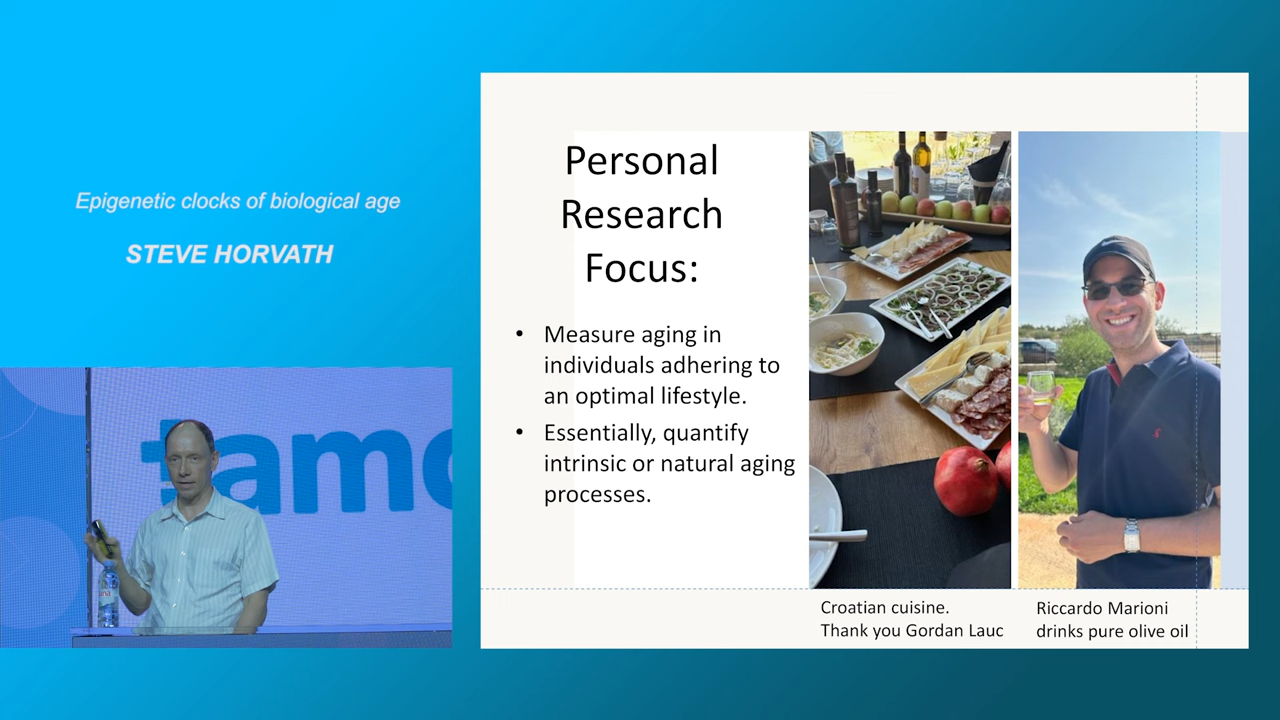 Epigenetic clocks of biological age
STEVE HORVATH
Personal
Research
Focus:
• Measure aging in
individuals adhering to
an optimal lifestyle.
• Essentially, quantify
intrinsic or natural aging
processes.
Croatian cuisine.
Thank you Gordan Lauc
Riccardo Marioni
drinks pure olive oil